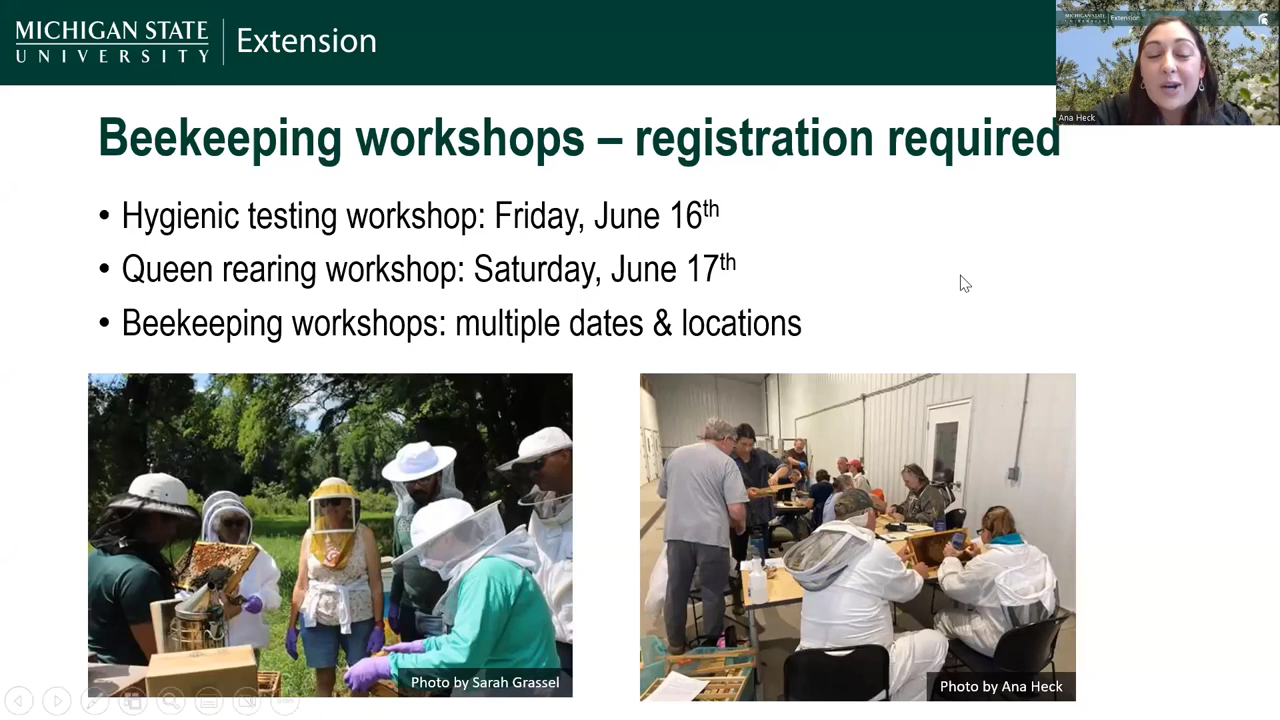 MICHIGAN STATE
UNIVERSITY
Extension
Extension
Ana Heck
Beekeeping workshops – registration required
• Hygienic testing workshop: Friday, June 16th
• Queen rearing workshop: Saturday, June 17th
• Beekeeping workshops: multiple dates & locations
Photo by Sarah Grassel
Photo by Ana Heck